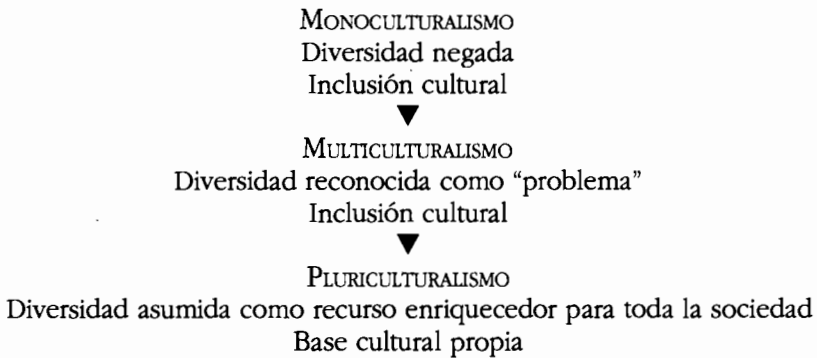 MONOCULTURALISMO
Diversidad negada
Inclusión cultural
▼
MULTICULTURALISMO
Diversidad reconocida como “problema”
Inclusión cultural
▼
PLURICULTURALISMO
Diversidad asumida como recurso enriquecedor para toda la sociedad
Base cultural propia